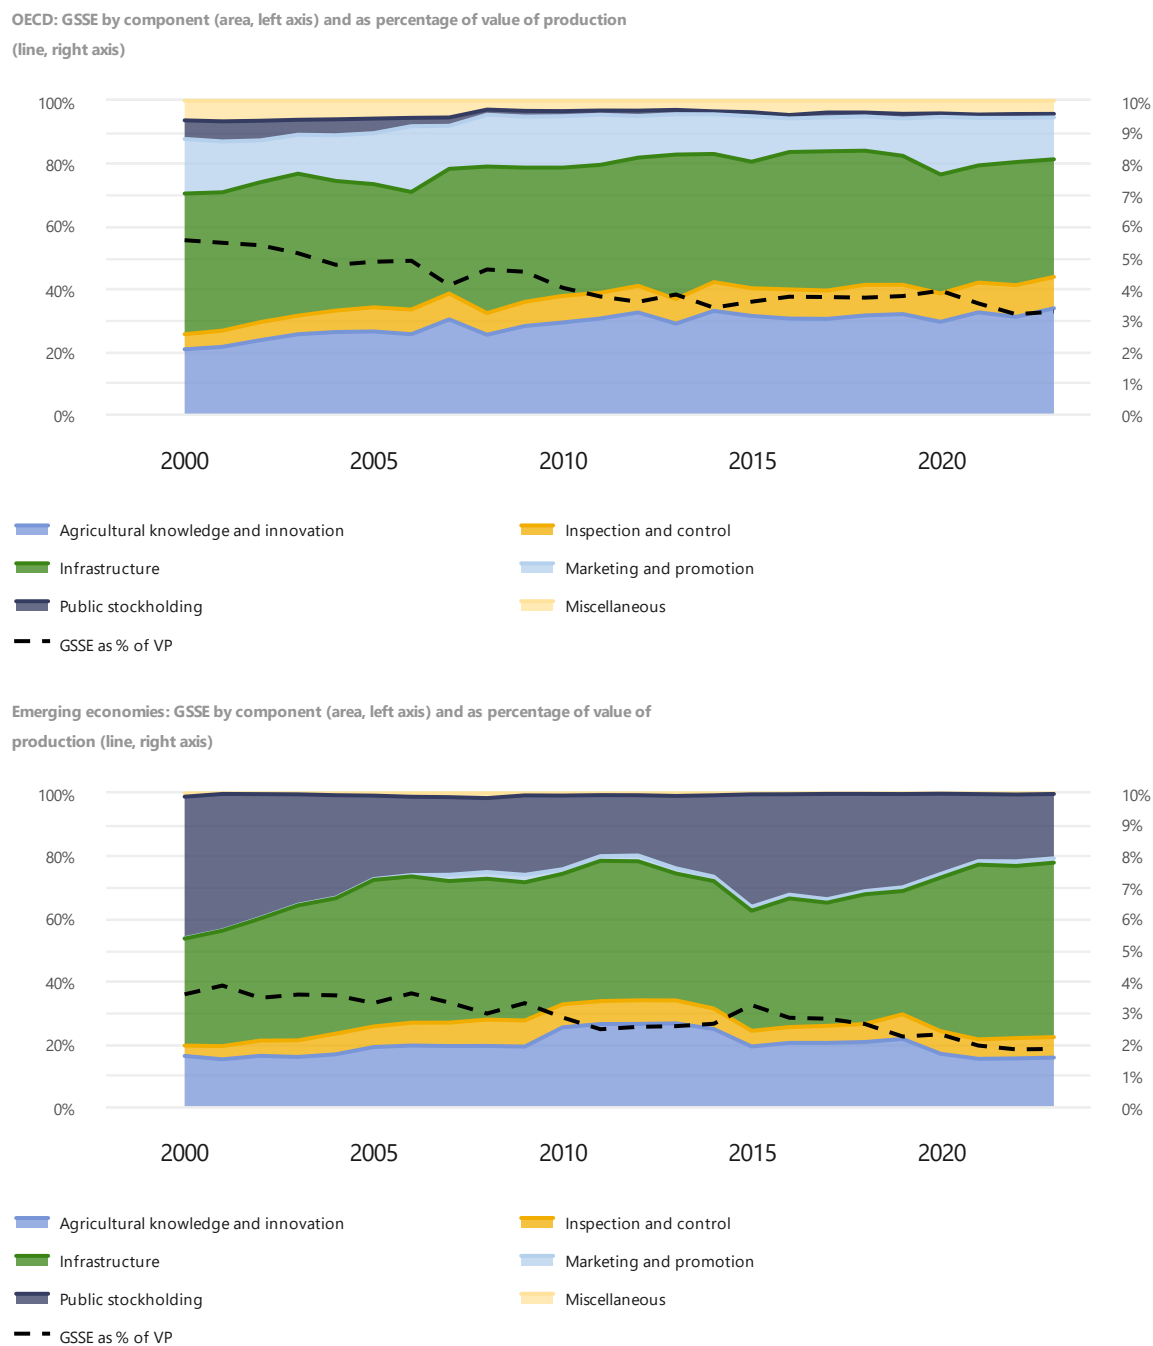 OECD: GSSE by component (area, left axis) and as percentage of value of production
(line, right axis)
100% 10%
9%
80% 8%
7%
60% 6%
5%
40% 4%
3%
20% 2%
1%
0% 0%
2000 2005 2010 2015 2020
Agricultural knowledge and innovation Inspection and control
Infrastructure Marketing and promotion
Public stockholding Miscellaneous
GSSE as % of VP
Emerging economies: GSSE by component (area, left axis) and as percentage of value of
production (line, right axis)
100% 10%
9%
80% 8%
7%
60% 6%
5%
40% 4%
3%
20% 2%
1%
0% 0%
2000 2005 2010 2015 2020
Agricultural knowledge and innovation Inspection and control
Infrastructure Marketing and promotion
Public stockholding Miscellaneous
GSSE as % of VP